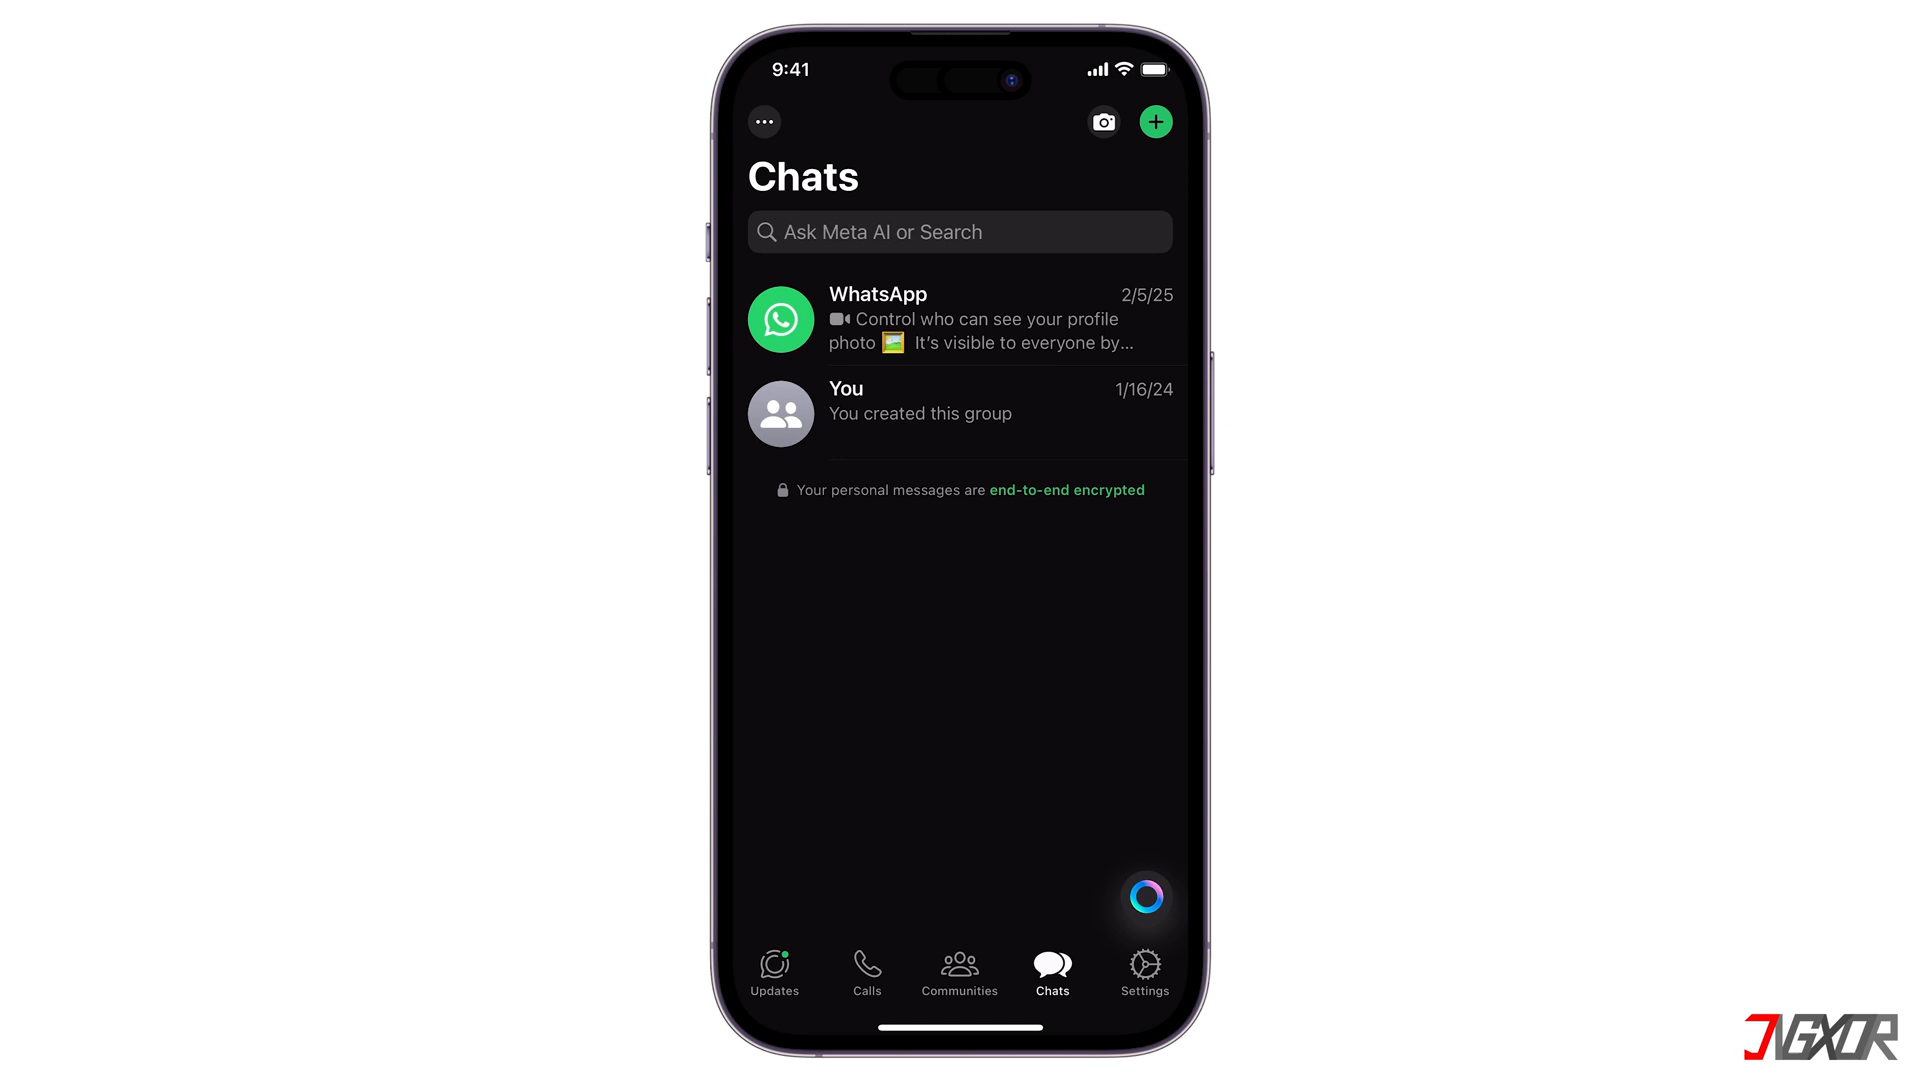 9:41
Chats
Ask Meta AI or Search
WhatsApp 2/5/25
Control who can see your profile
photo 🖼️ It’s visible to everyone by...
You 1/16/24
You created this group
Your personal messages are end-to-end encrypted
Updates Calls Communities Chats Settings
JVGXOR